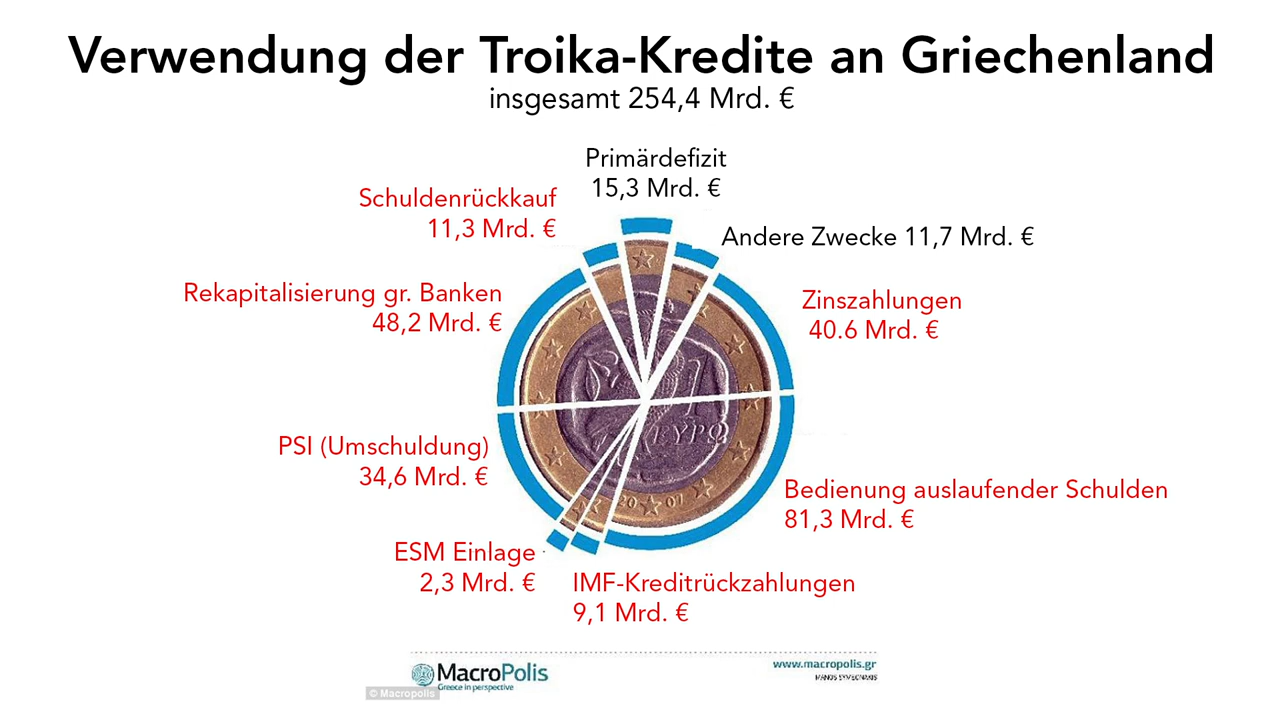 Verwendung der Troika-Kredite an Griechenland
insgesamt 254,4 Mrd. €
Primärdefizit
15,3 Mrd. €
Schuldenrückkauf
11,3 Mrd. €
Andere Zwecke 11,7 Mrd. €
Rekapitalisierung gr. Banken
48,2 Mrd. €
Zinszahlungen
40.6 Mrd. €
1
ΕΥΡΩ
2007
PSI (Umschuldung)
34,6 Mrd. €
Bedienung auslaufender Schulden
81,3 Mrd. €
ESM Einlage
2,3 Mrd. €
IMF-Kreditrückzahlungen
9,1 Mrd. €
MacroPolis
Greece in perspective
© Macropolis
www.macropolis.gr